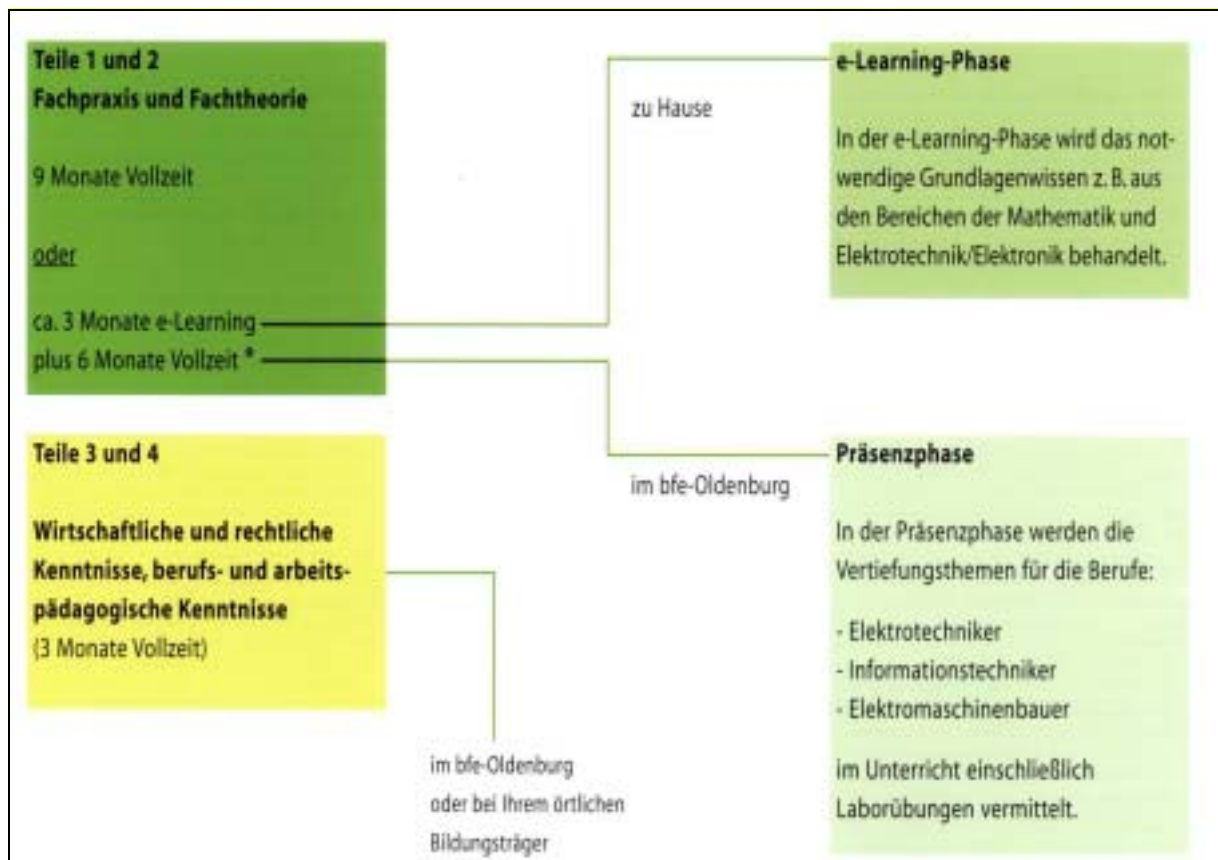 Teile 1 und 2
Fachpraxis und Fachtheorie
9 Monate Vollzeit
oder
ca. 3 Monate e-Learning
plus 6 Monate Vollzeit *
zu Hause
e-Learning-Phase
In der e-Learning-Phase wird das not-
wendige Grundlagenwissen z. B. aus
den Bereichen der Mathematik und
Elektrotechnik/Elektronik behandelt.
Teile 3 und 4
Wirtschaftliche und rechtliche
Kenntnisse, berufs- und arbeits-
pädagogische Kenntnisse
(3 Monate Vollzeit)
im bfe-Oldenburg
Präsenzphase
In der Präsenzphase werden die
Vertiefungsthemen für die Berufe:
- Elektrotechniker
- Informationstechniker
- Elektromaschinenbauer
im Unterricht einschließlich
Laborübungen vermittelt.
im bfe-Oldenburg
oder bei Ihrem örtlichen
Bildungsträger